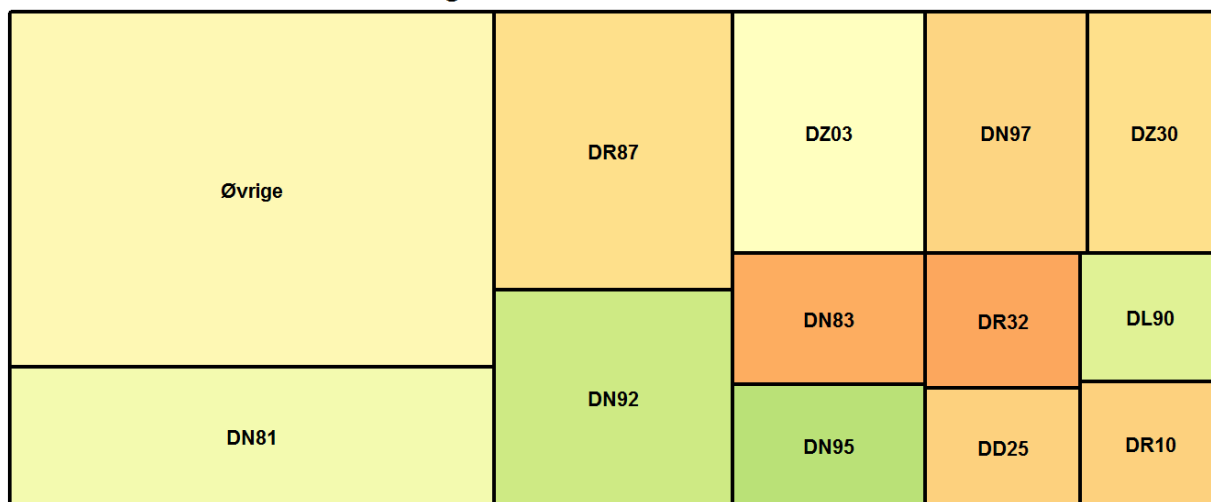 Øvrige
DR87
DZ03
DN97
DZ30
DN83
DR32
DL90
DN81
DN92
DN95
DD25
DR10